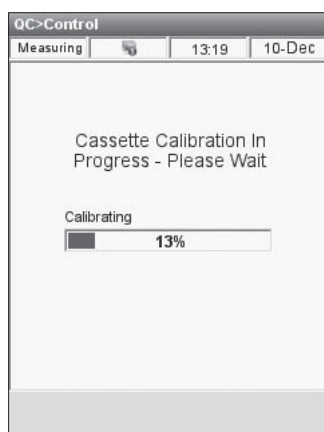 QC>Control
Measuring 13:19 10-Dec
Cassette Calibration In
Progress - Please Wait
Calibrating
13%